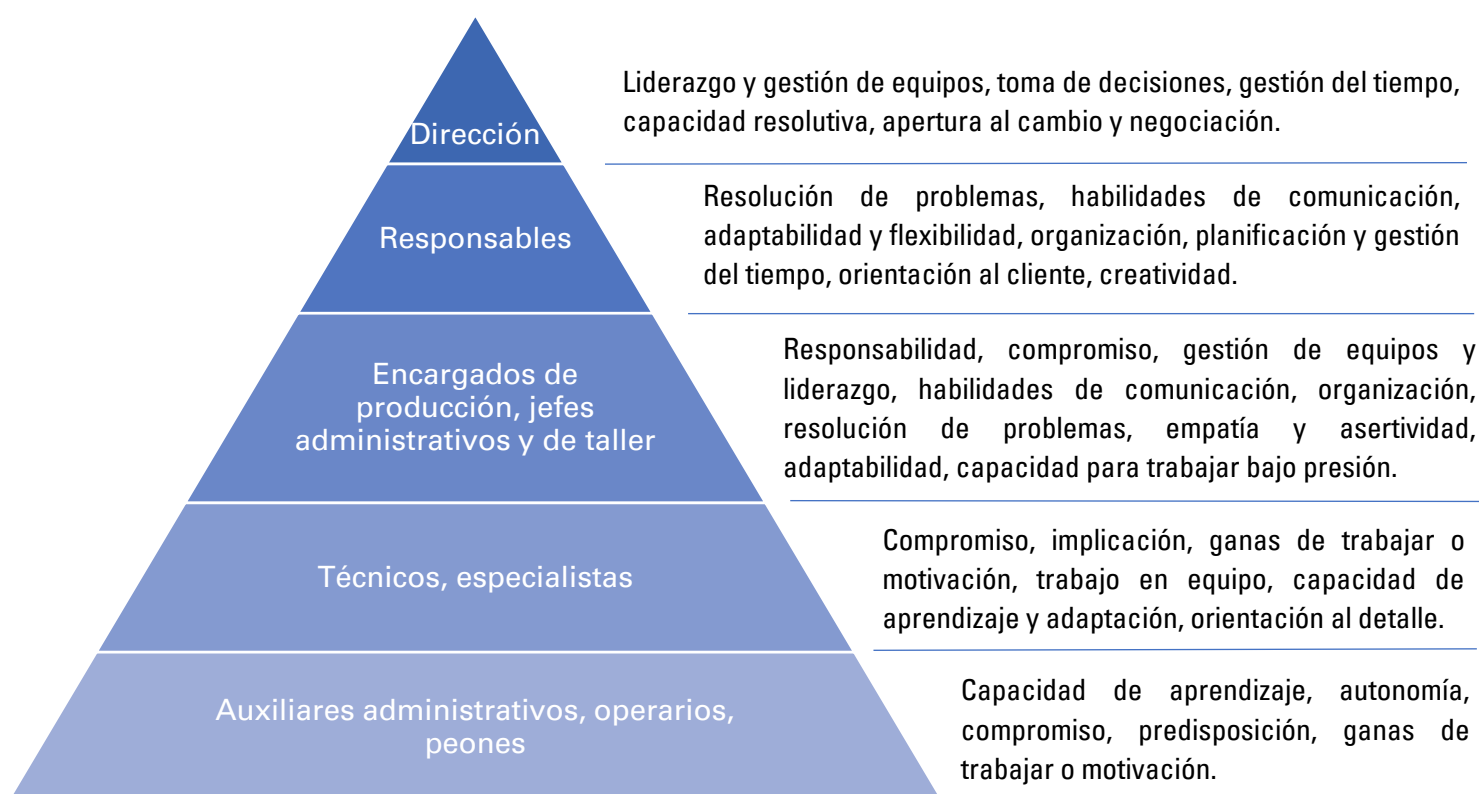 Liderazgo y gestión de equipos, toma de decisiones, gestión del tiempo,
capacidad resolutiva, apertura al cambio y negociación.
Dirección
Resolución de problemas, habilidades de comunicación,
adaptabilidad y flexibilidad, organización, planificación y gestión
del tiempo, orientación al cliente, creatividad.
Responsables
Responsabilidad, compromiso, gestión de equipos y
liderazgo, habilidades de comunicación, organización,
resolución de problemas, empatía y asertividad,
adaptabilidad, capacidad para trabajar bajo presión.
Encargados de
producción, jefes
administrativos y de taller
Compromiso, implicación, ganas de trabajar o
motivación, trabajo en equipo, capacidad de
aprendizaje y adaptación, orientación al detalle.
Técnicos, especialistas
Capacidad de aprendizaje, autonomía,
compromiso, predisposición, ganas de
trabajar o motivación.
Auxiliares administrativos, operarios,
peones